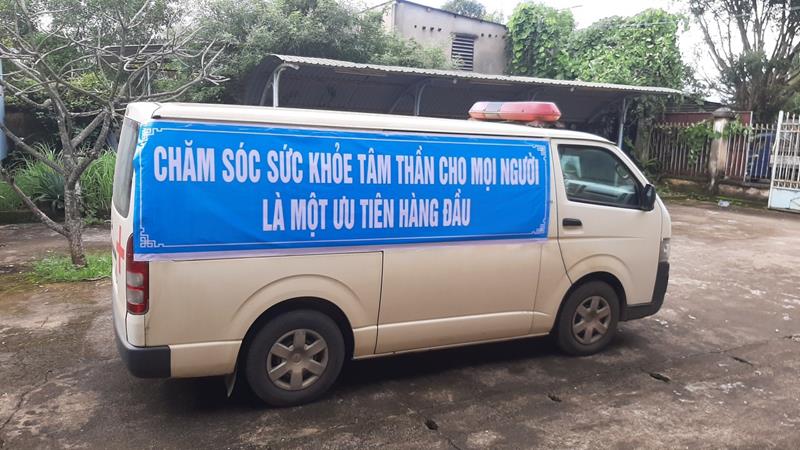 CHĂM SÓC SỨC KHỎE TÂM THẦN CHO MỌI NGƯỜI
LÀ MỘT ƯU TIÊN HÀNG ĐẦU